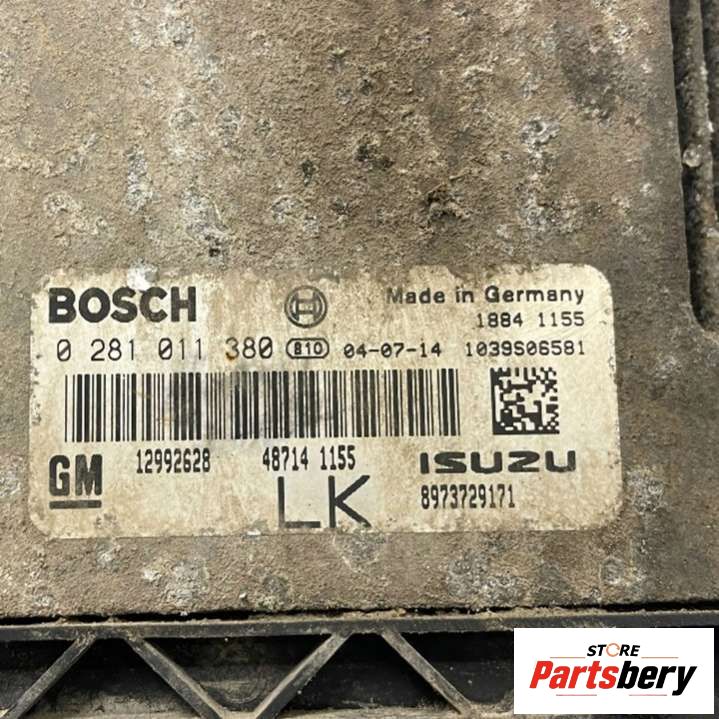 BOSCH
Made in Germany
1884 1155
0 281 011 380 810 04-07-14 1039S06581
GM
12992628
48714 1155
ISUZU
LK
8973729171
STORE
Partsbery